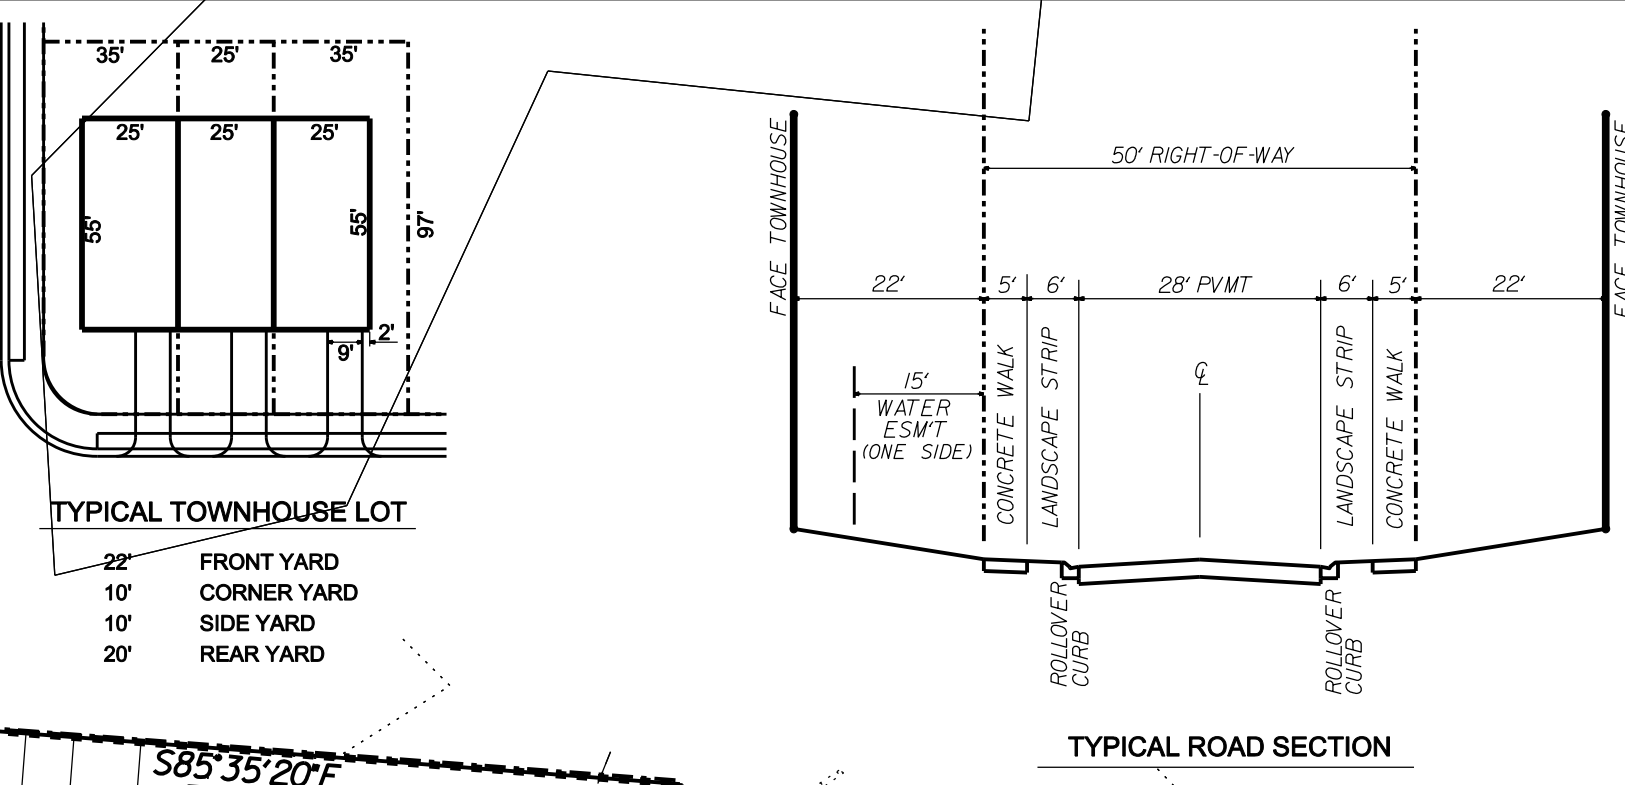 35' 25' 35'
25' 25' 25'
55'
55'
97'
2'
9'
TYPICAL TOWNHOUSE LOT
22' FRONT YARD
10' CORNER YARD
10' SIDE YARD
20' REAR YARD
S85°35'20"E
FACE TOWNHOUSE
50' RIGHT-OF-WAY
FACE TOWNHOUSE
22' 5' 6' 28' PVMT 6' 5' 22'
15'
WATER
ESM'T
(ONE SIDE)
CONCRETE WALK
LANDSCAPE STRIP
℄
LANDSCAPE STRIP
CONCRETE WALK
ROLLOVER
CURB
ROLLOVER
CURB
TYPICAL ROAD SECTION